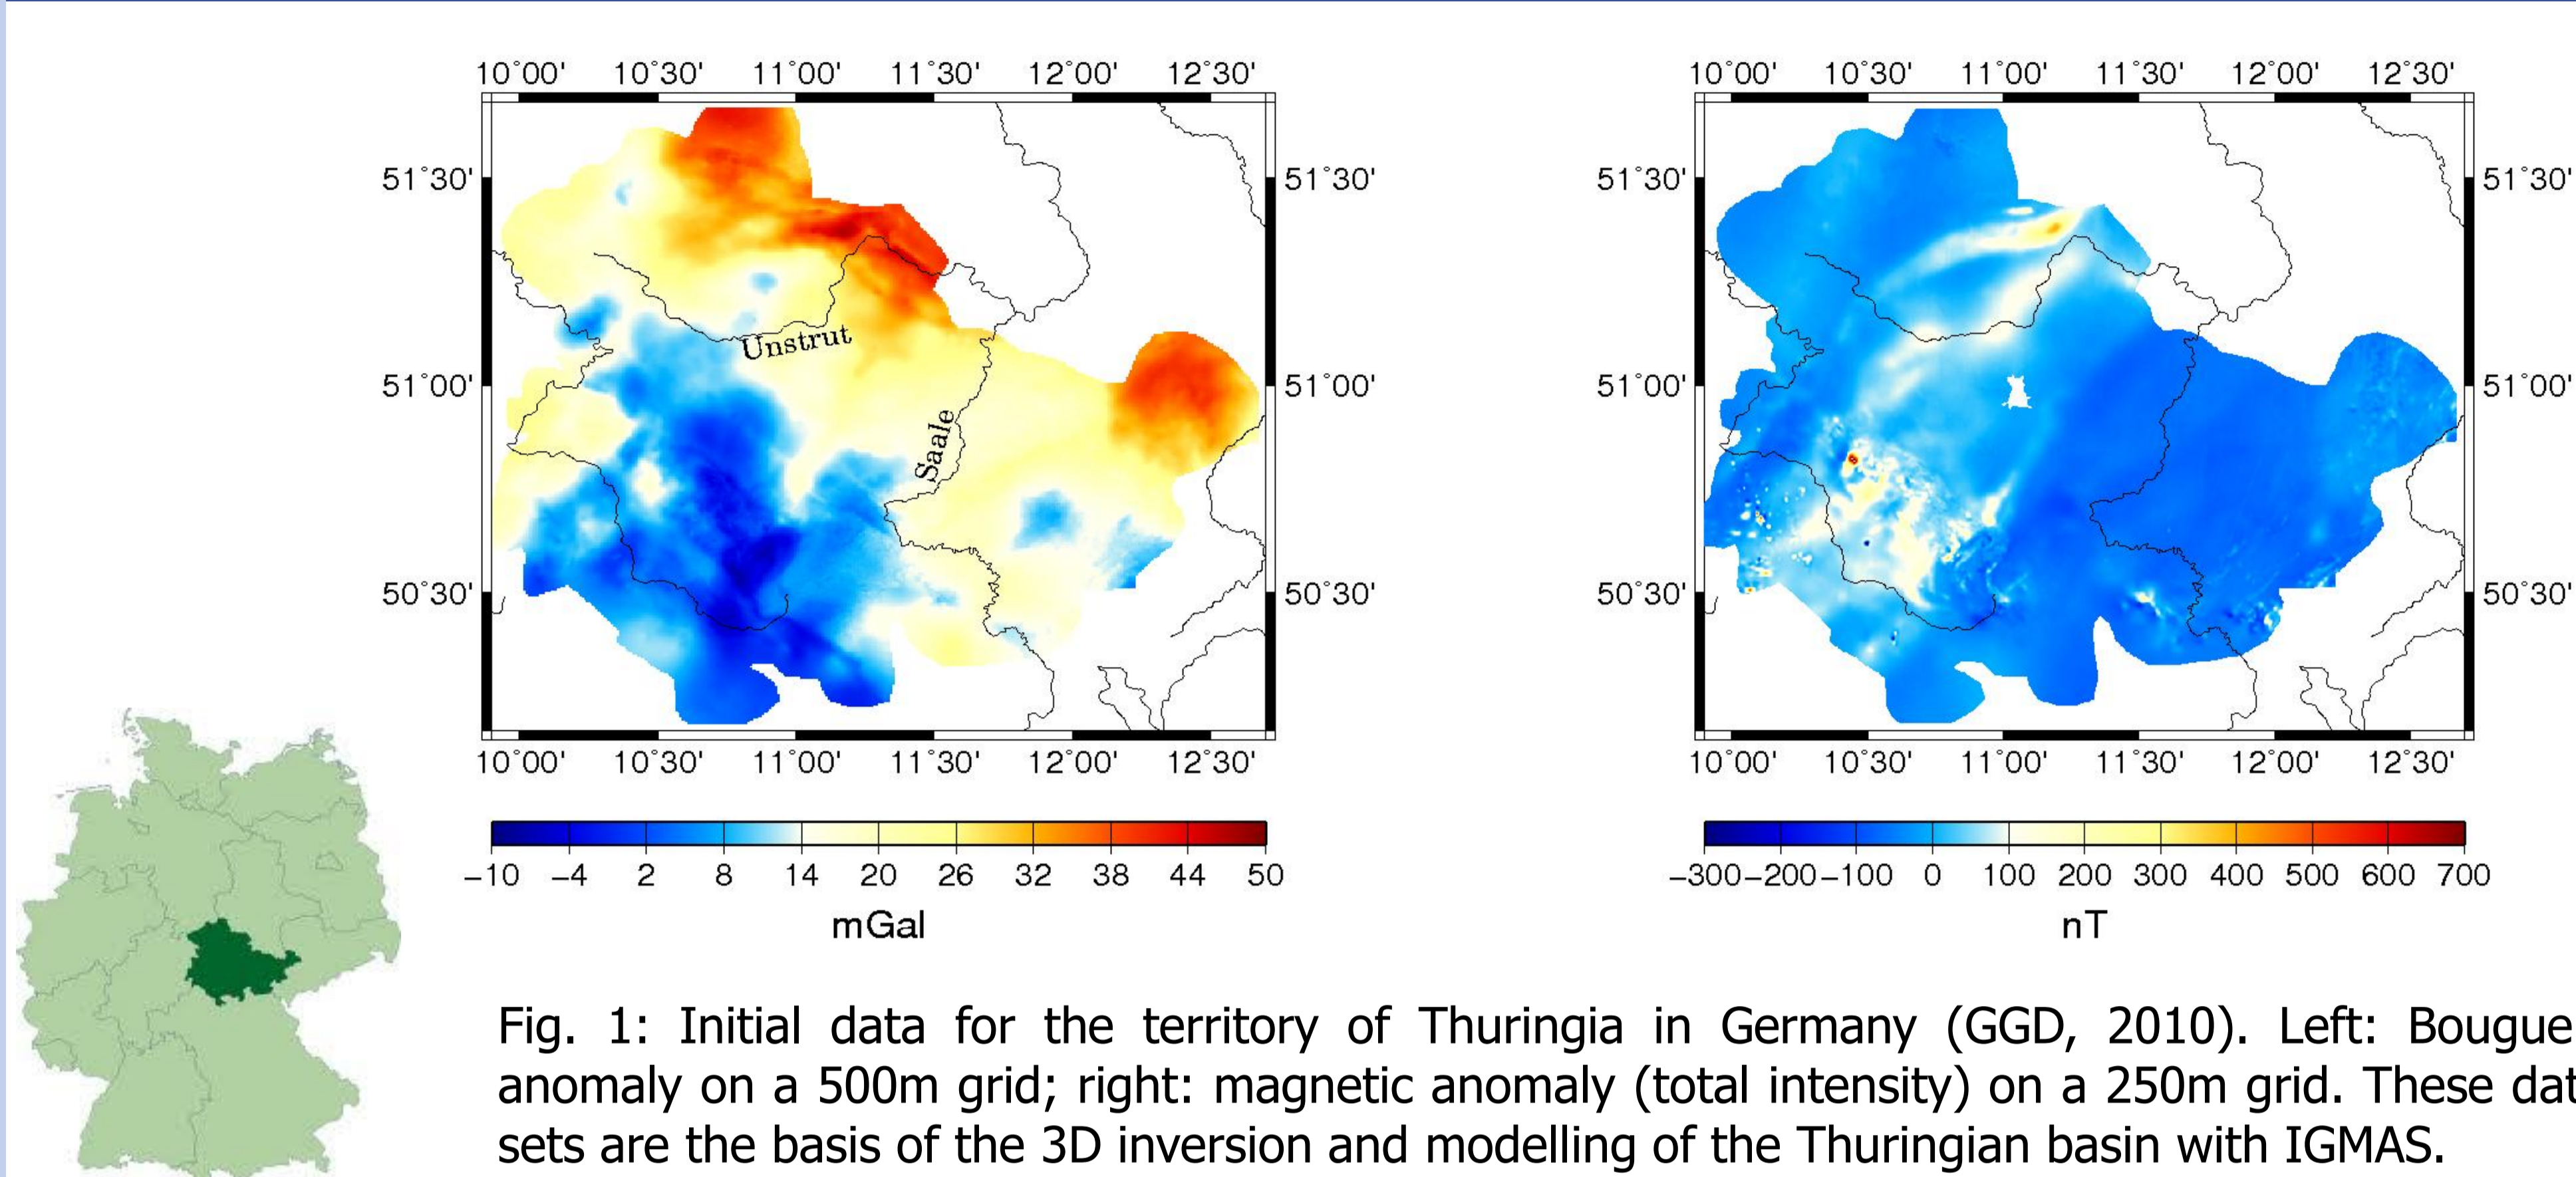 10°00' 10°30' 11°00' 11°30' 12°00' 12°30'
51°30' 51°30'
51°00' 51°00'
50°30' 50°30'
Unstrut
Saale
10°00' 10°30' 11°00' 11°30' 12°00' 12°30'
−10 −4 2 8 14 20 26 32 38 44 50
mGal
10°00' 10°30' 11°00' 11°30' 12°00' 12°30'
51°30' 51°30'
51°00' 51°00'
50°30' 50°30'
10°00' 10°30' 11°00' 11°30' 12°00' 12°30'
−300 −200 −100 0 100 200 300 400 500 600 700
nT
Fig. 1: Initial data for the territory of Thuringia in Germany (GGD, 2010). Left: Bougue
anomaly on a 500m grid; right: magnetic anomaly (total intensity) on a 250m grid. These dat
sets are the basis of the 3D inversion and modelling of the Thuringian basin with IGMAS.